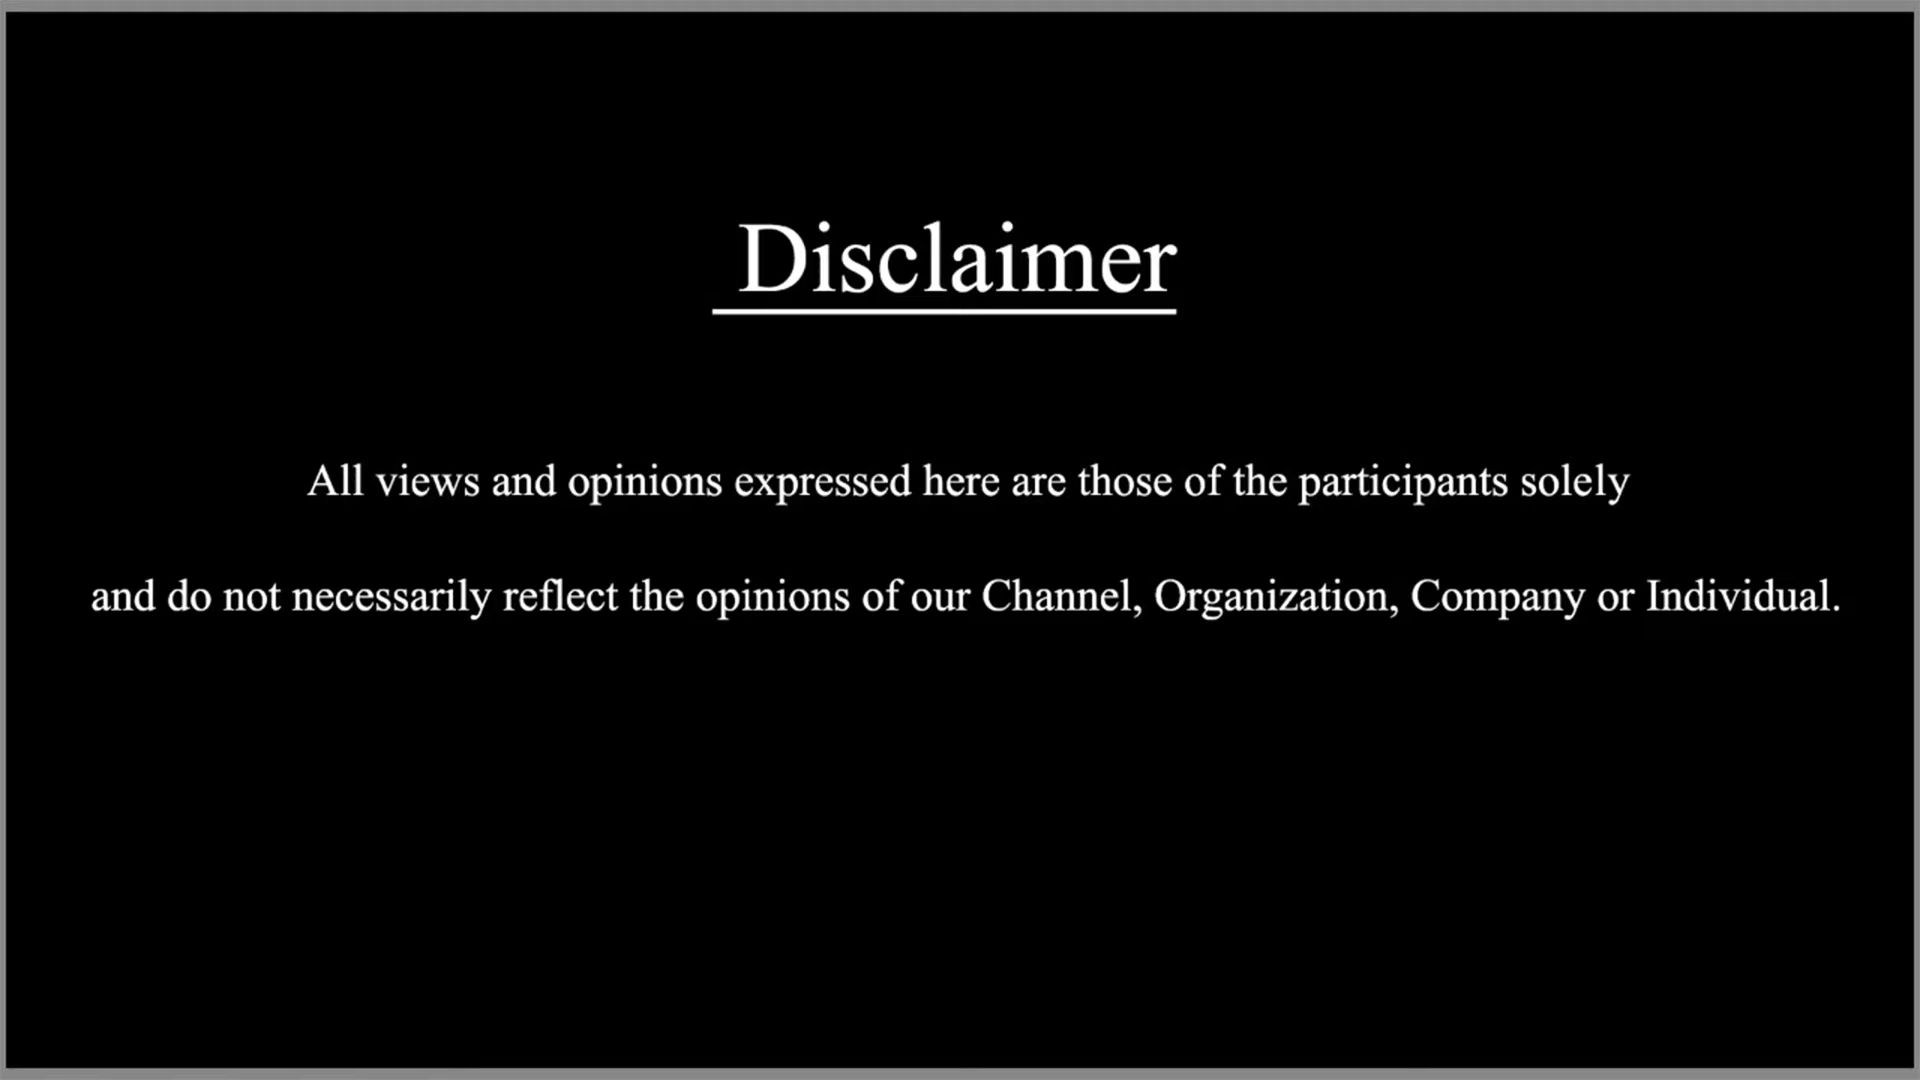 Disclaimer
All views and opinions expressed here are those of the participants solely
and do not necessarily reflect the opinions of our Channel, Organization, Company or Individual.